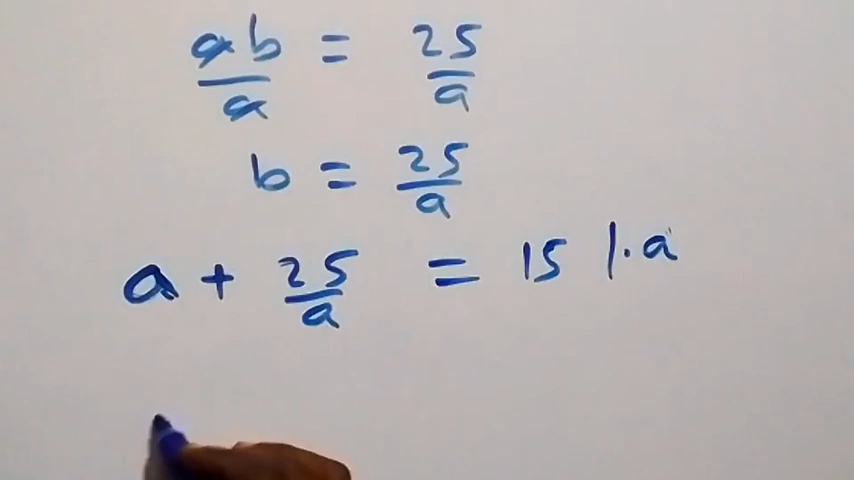 ab/a = 25/a
b = 25/a
a + 25/a = 15 |·a